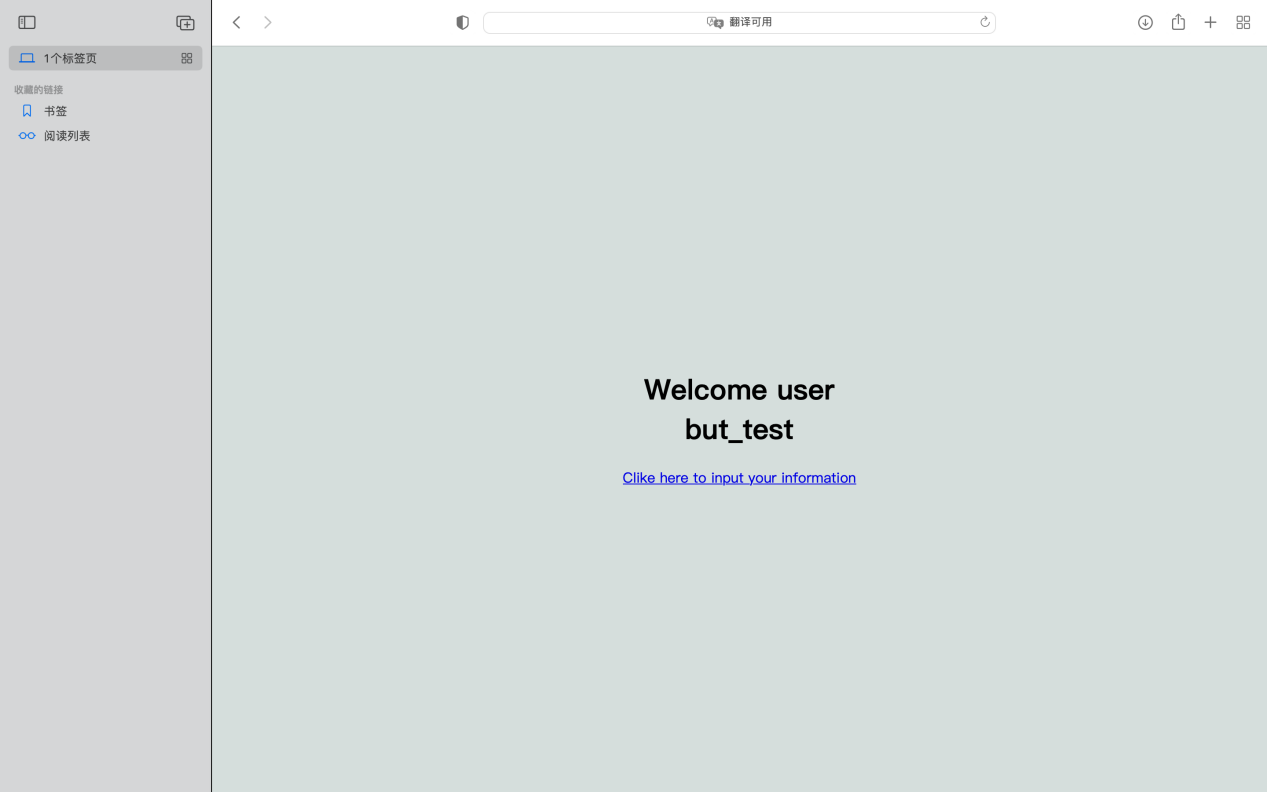 1个标签页
收藏的链接
书签
阅读列表
翻译可用
Welcome user
but_test
Clike here to input your information